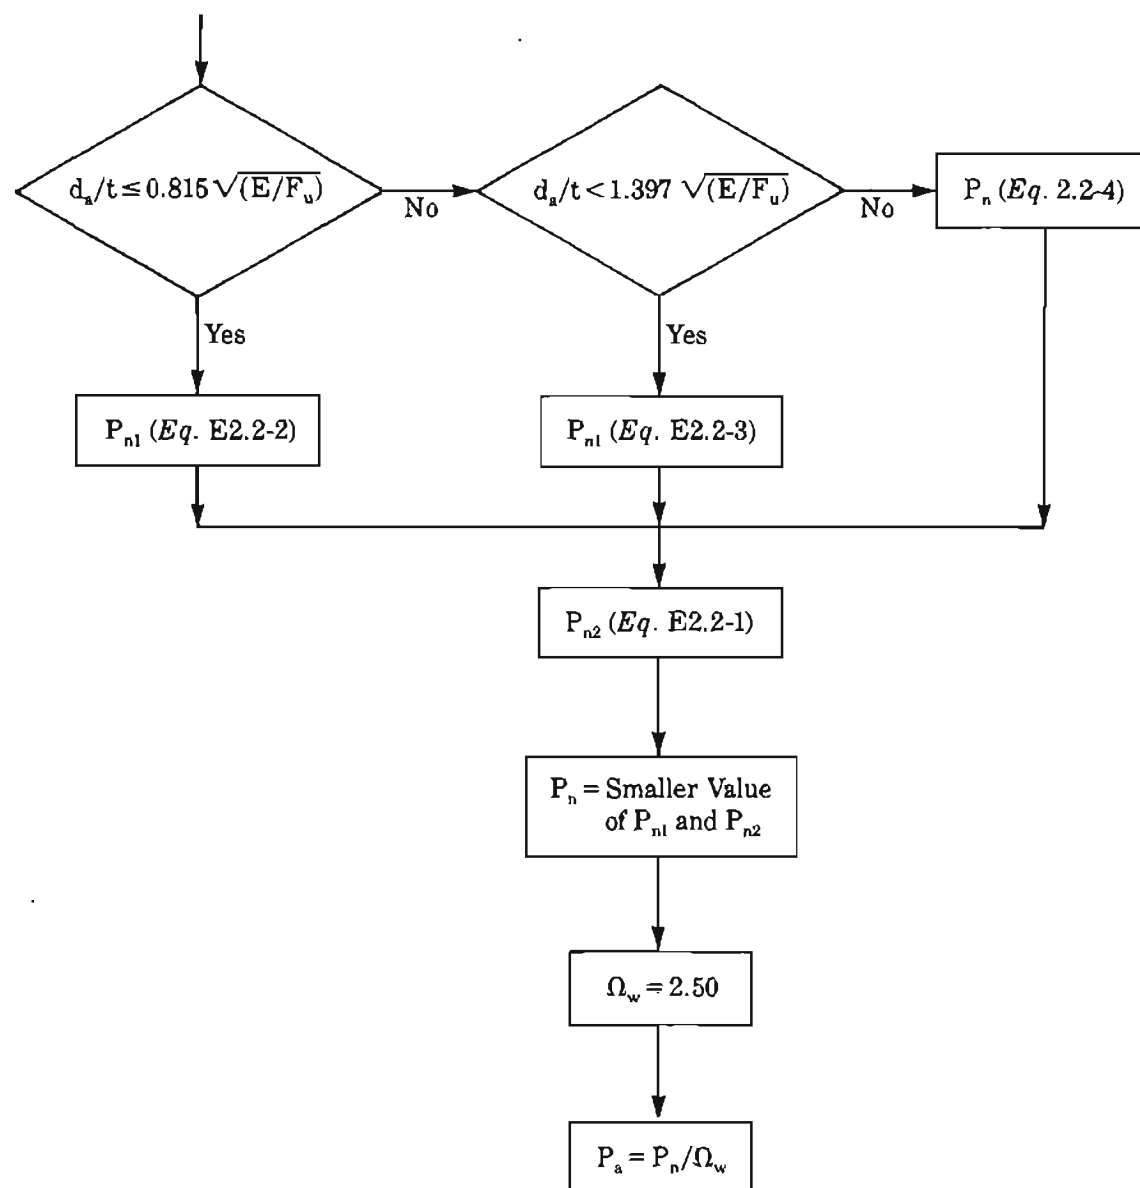 d_a/t ≤ 0.815 √(E/F_u)
No
d_a/t < 1.397 √(E/F_u)
No
P_n (Eq. 2.2-4)
Yes
Yes
P_n1 (Eq. E2.2-2)
P_n1 (Eq. E2.2-3)
P_n2 (Eq. E2.2-1)
P_n = Smaller Value
of P_n1 and P_n2
Ω_w = 2.50
P_a = P_n/Ω_w